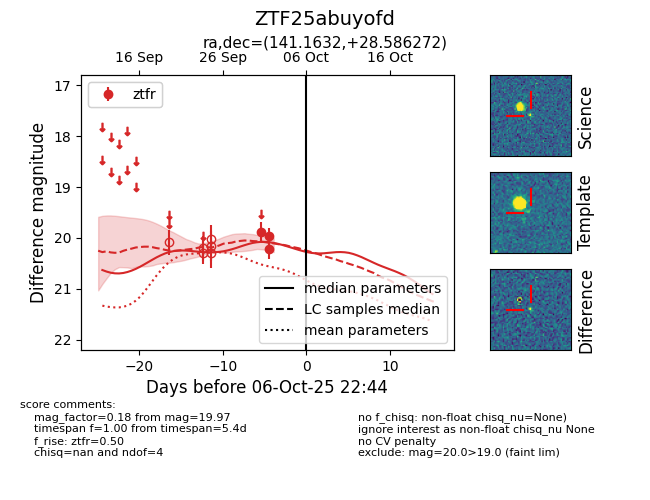 ZTF25abuyofd
ra,dec=(141.1632,+28.586272)
16 Sep 26 Sep 06 Oct 16 Oct
ztfr
17
18
19
20
21
22
Difference magnitude
median parameters
LC samples median
mean parameters
−20 −10 0 10
Days before 06-Oct-25 22:44
Science
Template
Difference
score comments:
mag_factor=0.18 from mag=19.97
timespan f=1.00 from timespan=5.4d
f_rise: ztfr=0.50
chisq=nan and ndof=4
no f_chisq: non-float chisq_nu=None)
ignore interest as non-float chisq_nu None
no CV penalty
exclude: mag=20.0>19.0 (faint lim)